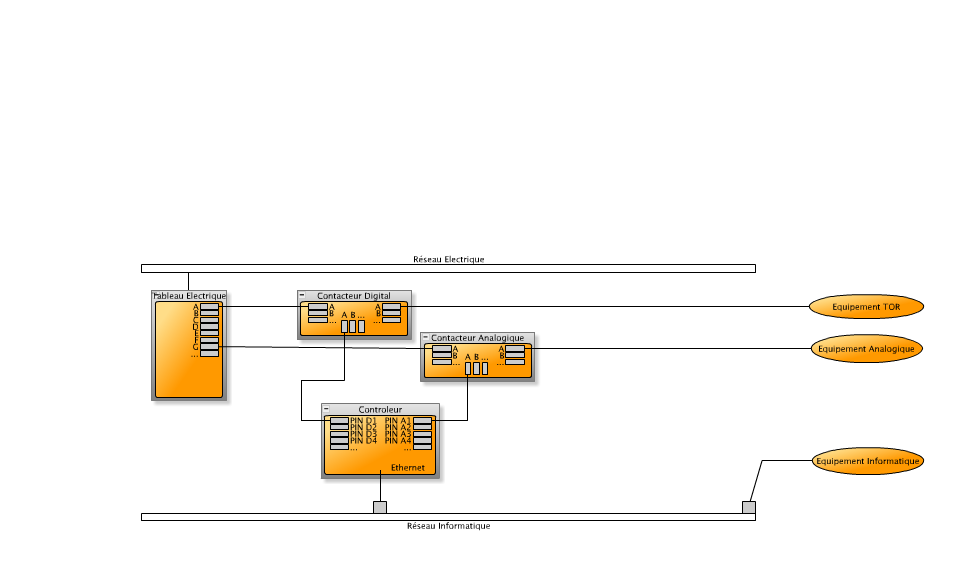 Réseau Electrique
Tableau Electrique
A
B
C
D
E
F
G
...
Contacteur Digital
A
B
...
A
B
...
A B ...
Equipement TOR
Contacteur Analogique
A
B
...
A
B
...
A B ...
Equipement Analogique
Controleur
PIN D1 PIN A1
PIN D2 PIN A2
PIN D3 PIN A3
PIN D4 PIN A4
... ...
Ethernet
Equipement Informatique
Réseau Informatique